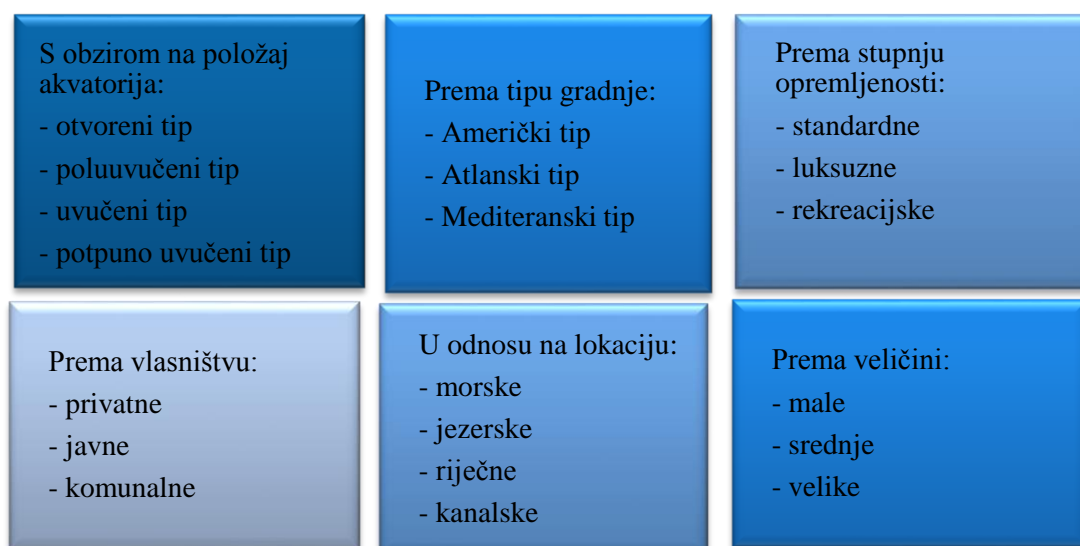 S obzirom na položaj
akvatorija:
- otvoreni tip
- poluuvučeni tip
- uvučeni tip
- potpuno uvučeni tip
Prema tipu gradnje:
- Američki tip
- Atlanski tip
- Mediteranski tip
Prema stupnju
opremljenosti:
- standardne
- luksuzne
- rekreacijske
Prema vlasništvu:
- privatne
- javne
- komunalne
U odnosu na lokaciju:
- morske
- jezerske
- riječne
- kanalske
Prema veličini:
- male
- srednje
- velike